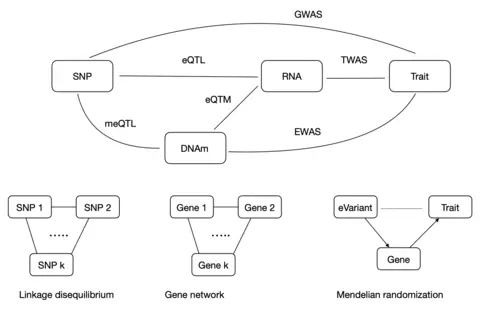 GWAS
eQTL
TWAS
SNP
RNA
Trait
eQTM
meQTL
EWAS
DNAm
SNP 1
SNP 2
.....
SNP k
Linkage disequilibrium
Gene 1
Gene 2
.....
Gene k
Gene network
eVariant
Trait
Gene
Mendelian randomization